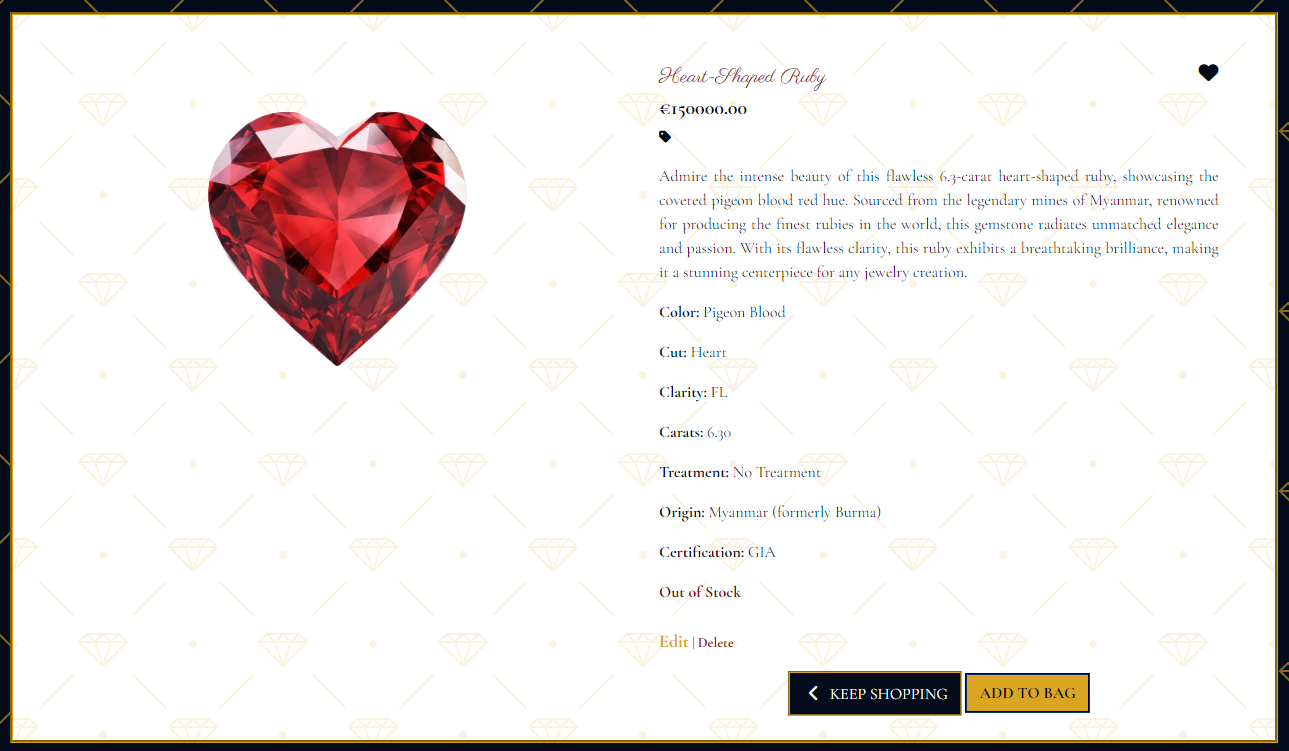 Heart-Shaped Ruby
€150000.00
Admire the intense beauty of this flawless 6.3-carat heart-shaped ruby, showcasing the
coveted pigeon blood red hue. Sourced from the legendary mines of Myanmar, renowned
for producing the finest rubies in the world, this gemstone radiates unmatched elegance
and passion. With its flawless clarity, this ruby exhibits a breathtaking brilliance, making
it a stunning centerpiece for any jewelry creation.
Color: Pigeon Blood
Cut: Heart
Clarity: FL
Carats: 6.30
Treatment: No Treatment
Origin: Myanmar (formerly Burma)
Certification: GIA
Out of Stock
Edit | Delete
KEEP SHOPPING ADD TO BAG